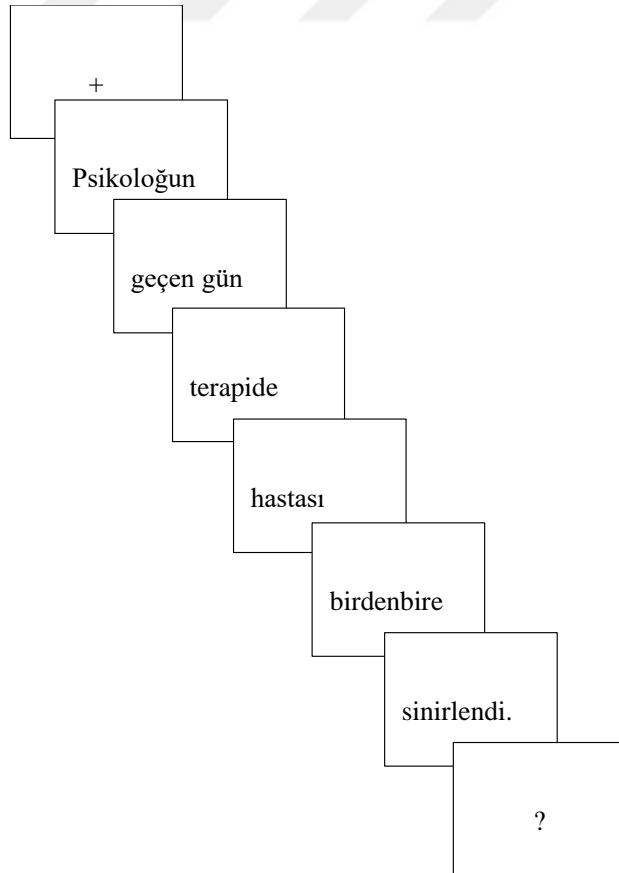 +
Psikoloğun
geçen gün
terapide
hastası
birdenbire
sinirlendi.
?